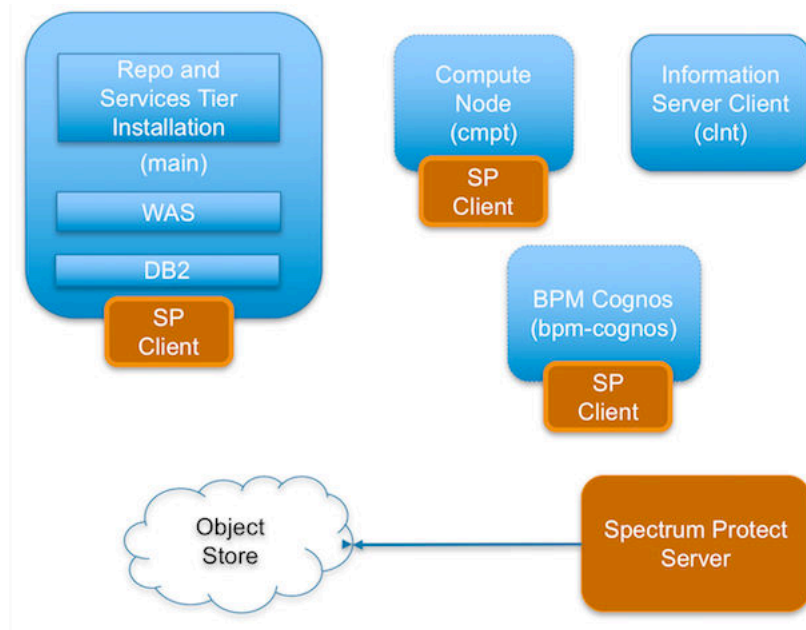 Repo and
Services Tier
Installation
(main)
WAS
DB2
SP
Client
Compute
Node
(cmpt)
SP
Client
Information
Server Client
(clnt)
BPM Cognos
(bpm-cognos)
SP
Client
Object
Store
Spectrum Protect
Server